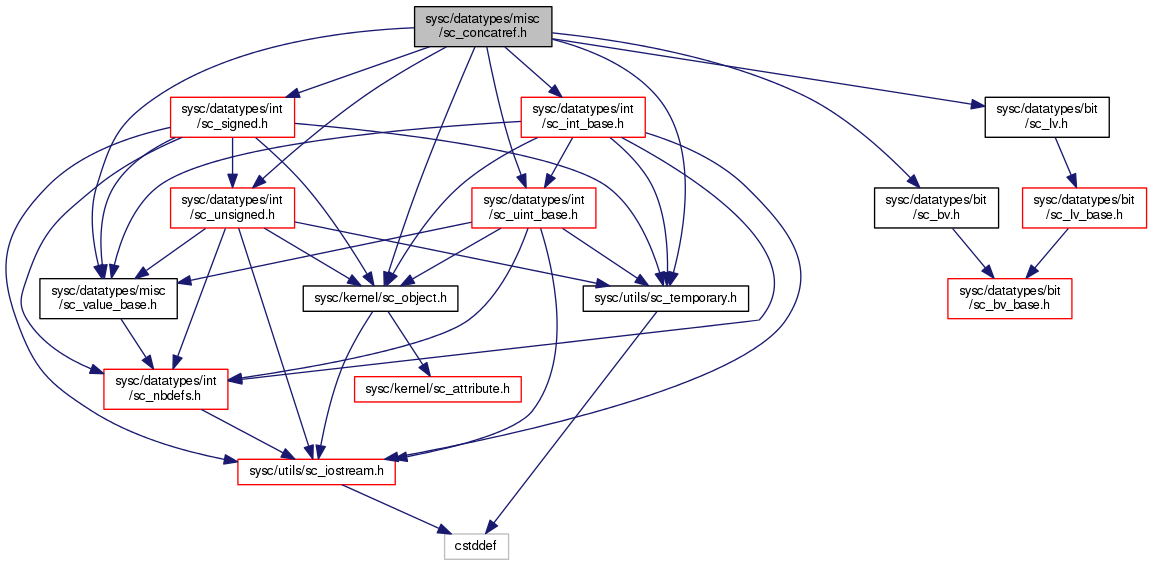 sysc/datatypes/misc
/sc_concatref.h
sysc/datatypes/int
/sc_signed.h
sysc/datatypes/int
/sc_int_base.h
sysc/datatypes/bit
/sc_lv.h
sysc/datatypes/int
/sc_unsigned.h
sysc/datatypes/int
/sc_uint_base.h
sysc/datatypes/bit
/sc_bv.h
sysc/datatypes/bit
/sc_lv_base.h
sysc/datatypes/misc
/sc_value_base.h
sysc/kernel/sc_object.h
sysc/utils/sc_temporary.h
sysc/datatypes/bit
/sc_bv_base.h
sysc/datatypes/int
/sc_nbdefs.h
sysc/kernel/sc_attribute.h
sysc/utils/sc_iostream.h
cstddef